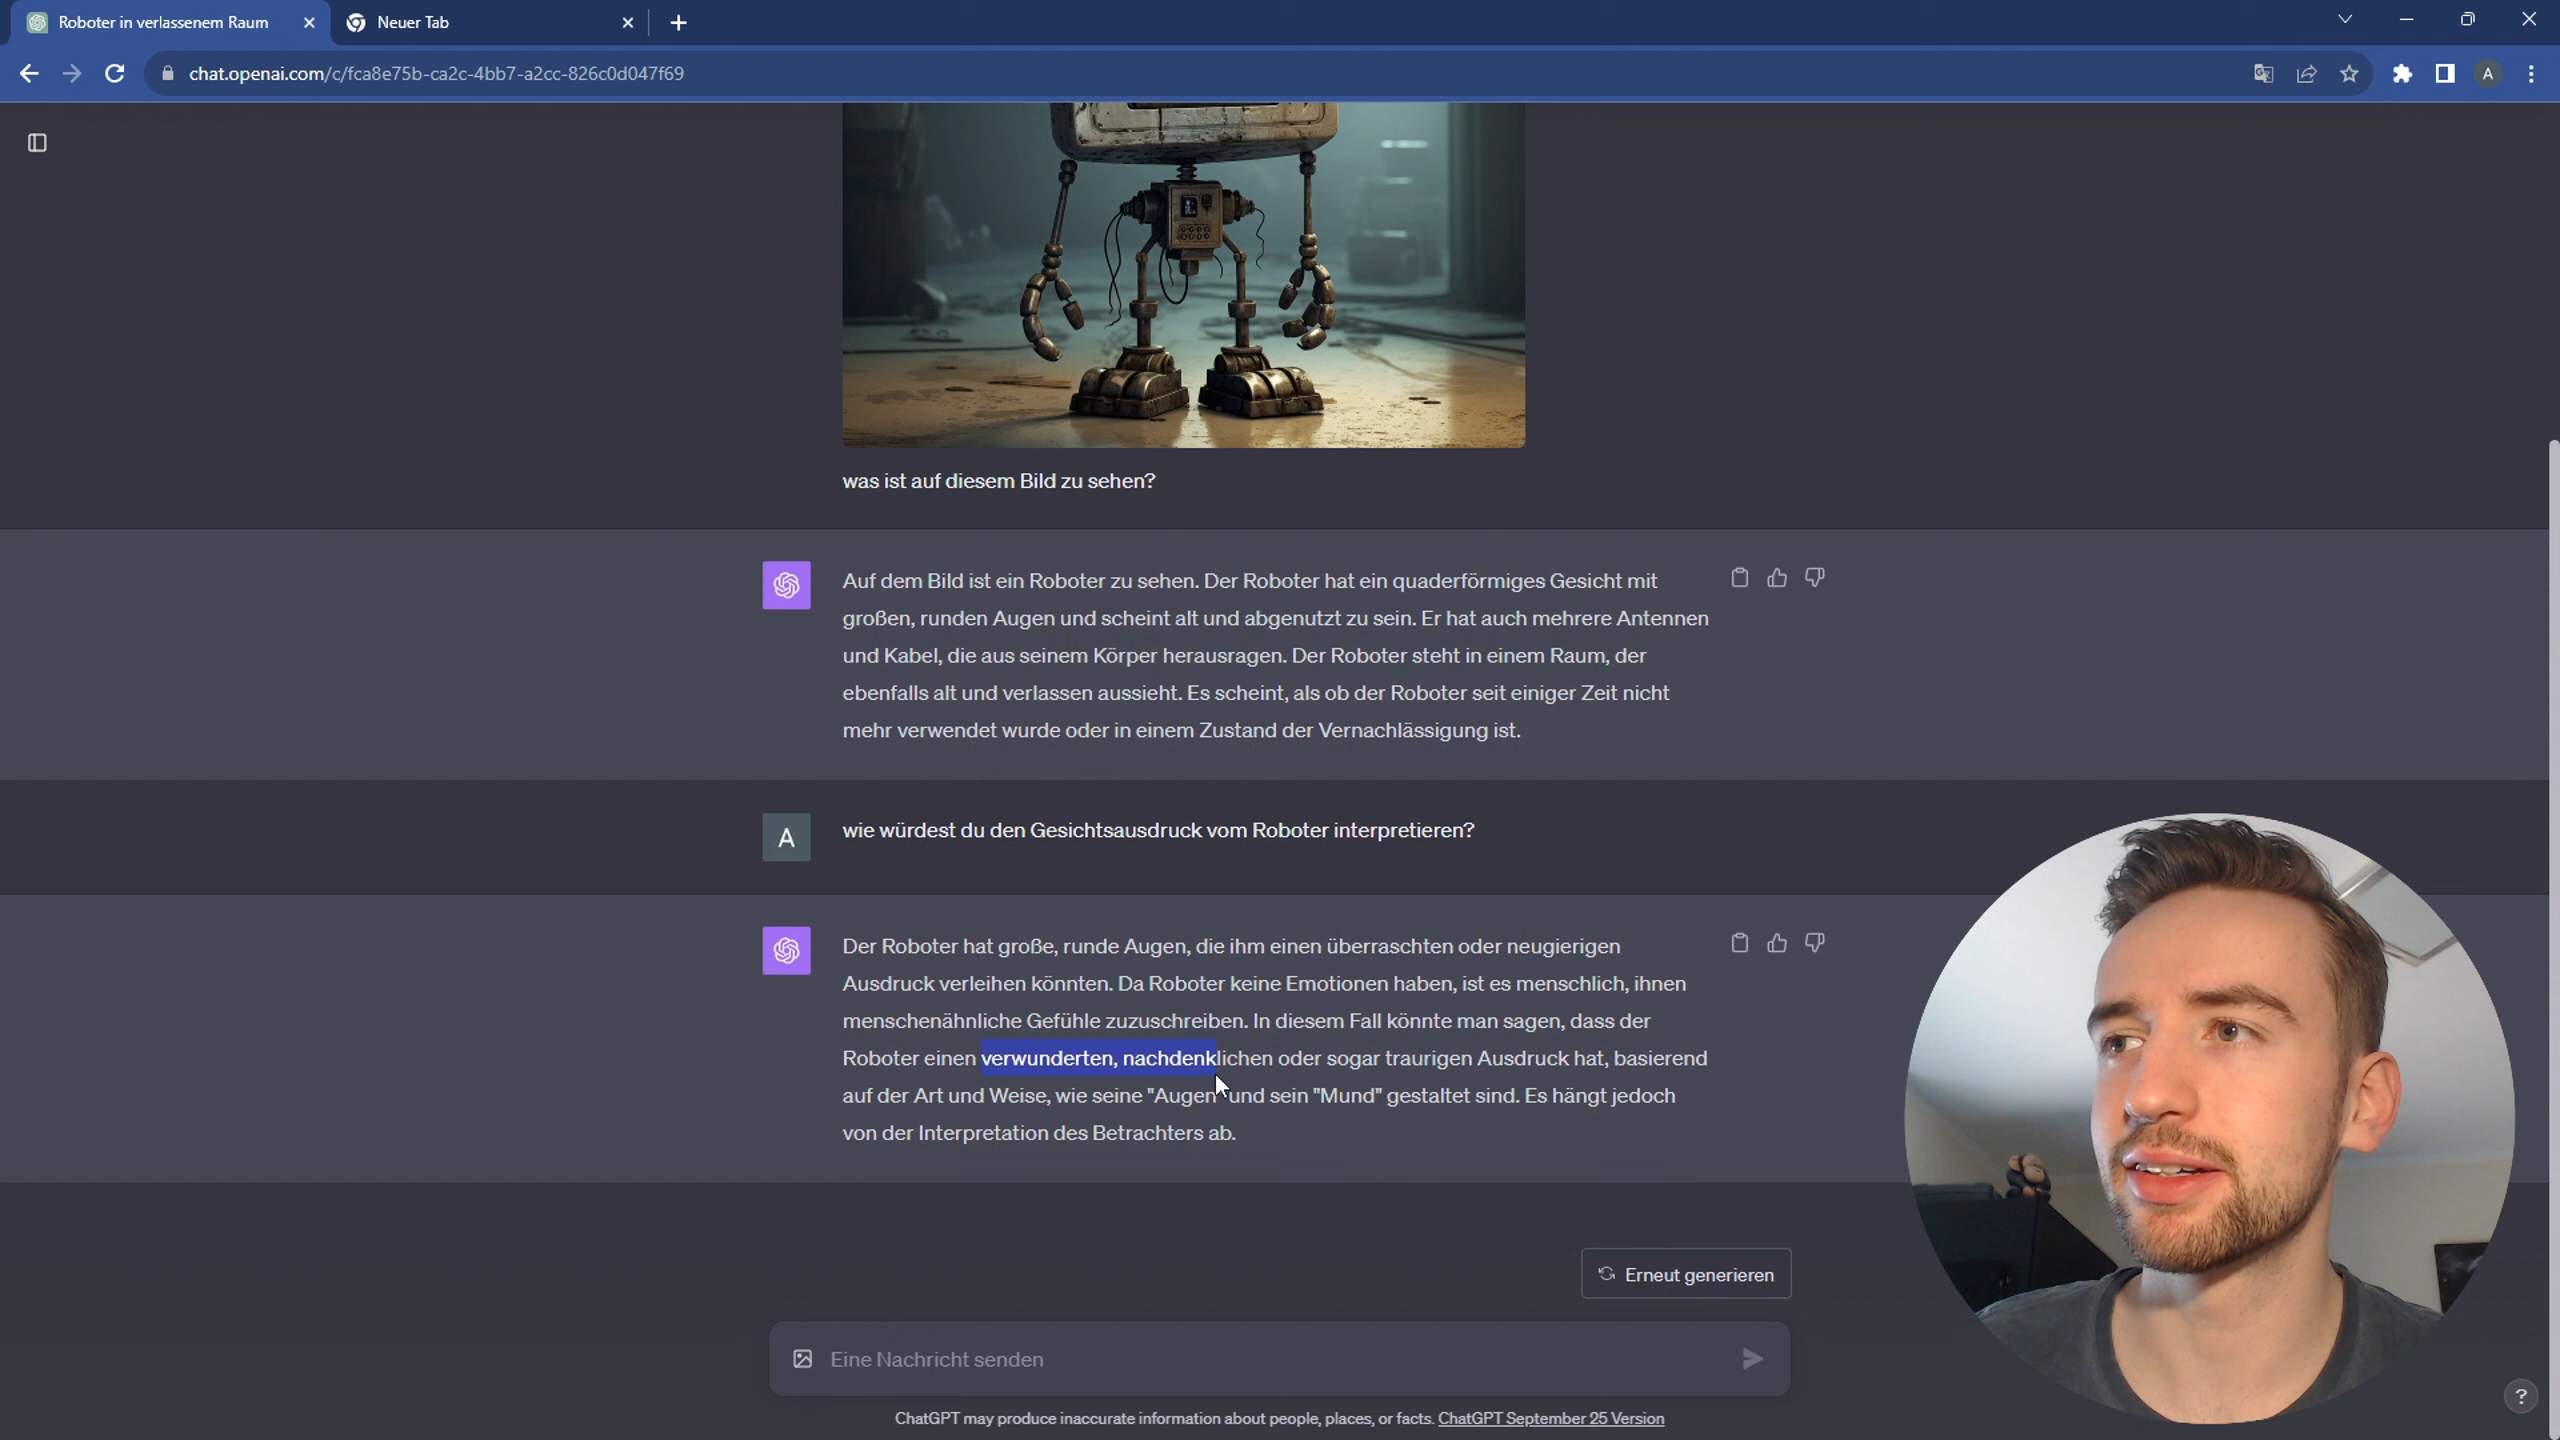 Roboter in verlassenem Raum
Neuer Tab
chat.openai.com/c/fca8e75b-ca2c-4bb7-a2cc-826c0d047f69
A
was ist auf diesem Bild zu sehen?
Auf dem Bild ist ein Roboter zu sehen. Der Roboter hat ein quaderförmiges Gesicht mit
großen, runden Augen und scheint alt und abgenutzt zu sein. Er hat auch mehrere Antennen
und Kabel, die aus seinem Körper herausragen. Der Roboter steht in einem Raum, der
ebenfalls alt und verlassen aussieht. Es scheint, als ob der Roboter seit einiger Zeit nicht
mehr verwendet wurde oder in einem Zustand der Vernachlässigung ist.
A
wie würdest du den Gesichtsausdruck vom Roboter interpretieren?
Der Roboter hat große, runde Augen, die ihm einen überraschten oder neugierigen
Ausdruck verleihen könnten. Da Roboter keine Emotionen haben, ist es menschlich, ihnen
menschenähnliche Gefühle zuzuschreiben. In diesem Fall könnte man sagen, dass der
Roboter einen verwunderten, nachdenklichen oder sogar traurigen Ausdruck hat, basierend
auf der Art und Weise, wie seine "Augen" und sein "Mund" gestaltet sind. Es hängt jedoch
von der Interpretation des Betrachters ab.
Erneut generieren
Eine Nachricht senden
ChatGPT may produce inaccurate information about people, places, or facts. ChatGPT September 25 Version
?